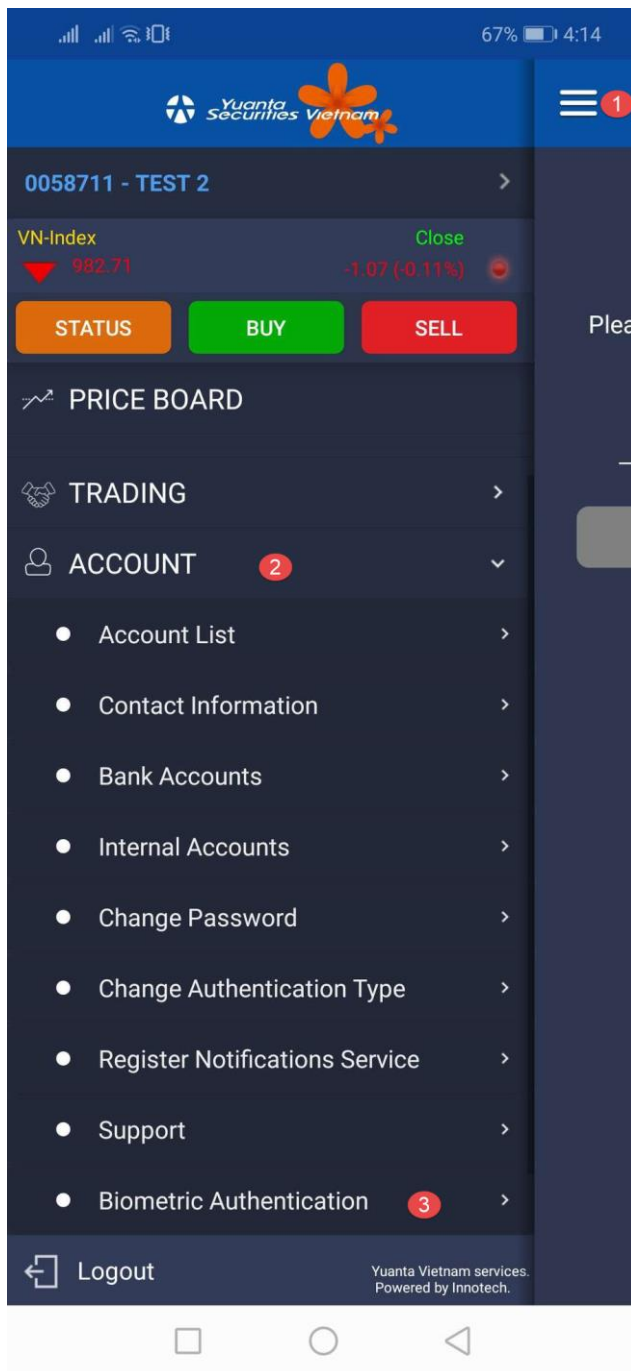 67% 4:14
Yuanta
Securities Vietnam
1
0058711 - TEST 2
VN-Index Close
982.71 -1.07 (-0.11%)
STATUS BUY SELL
Plea
PRICE BOARD
TRADING
ACCOUNT 2
Account List
Contact Information
Bank Accounts
Internal Accounts
Change Password
Change Authentication Type
Register Notifications Service
Support
Biometric Authentication 3
Logout
Yuanta Vietnam services.
Powered by Innotech.